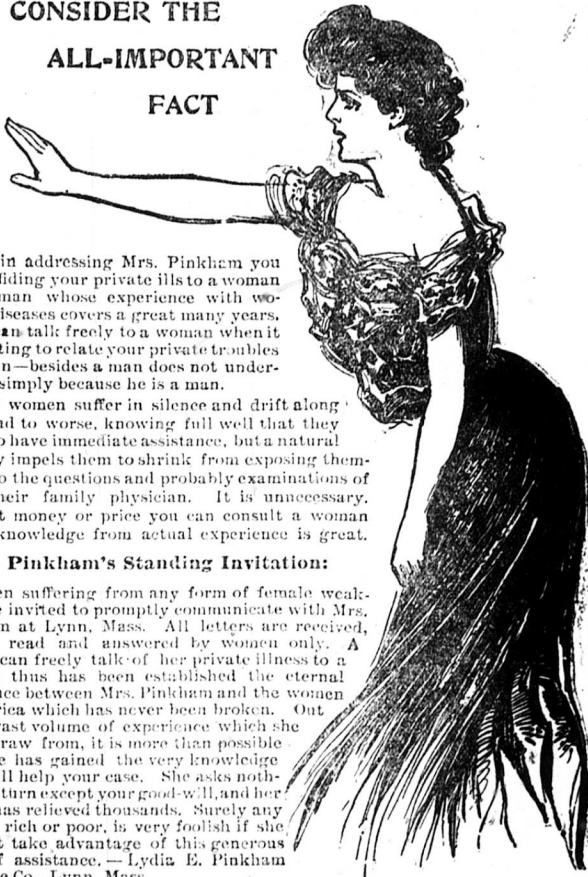 CONSIDER THE
ALL-IMPORTANT
FACT
in addressing Mrs. Pinkham you
fiding your private ills to a woman
man whose experience with wo-
iseases covers a great many years.
an talk freely to a woman when it
ting to relate your private troubles
n—besides a man does not under-
simply because he is a man.
women suffer in silence and drift along
d to worse, knowing full well that they
o have immediate assistance, but a natural
y impels them to shrink from exposing them-
o the questions and probably examinations of
heir family physician. It is unnecessary.
t money or price you can consult a woman
knowledge from actual experience is great.
Pinkham's Standing Invitation:
en suffering from any form of female weak-
e invited to promptly communicate with Mrs.
n at Lynn, Mass. All letters are received,
read and answered by women only. A
can freely talk of her private illness to a
thus has been established the eternal
nce between Mrs. Pinkham and the women
rica which has never been broken. Out
vast volume of experience which she
raw from, it is more than possible
e has gained the very knowledge
ll help your case. She asks noth-
turn except your good-will, and her
has relieved thousands. Surely any
rich or poor, is very foolish if she
t take advantage of this generous
f assistance.—Lydia E. Pinkham
e Co., Lynn, Mass.